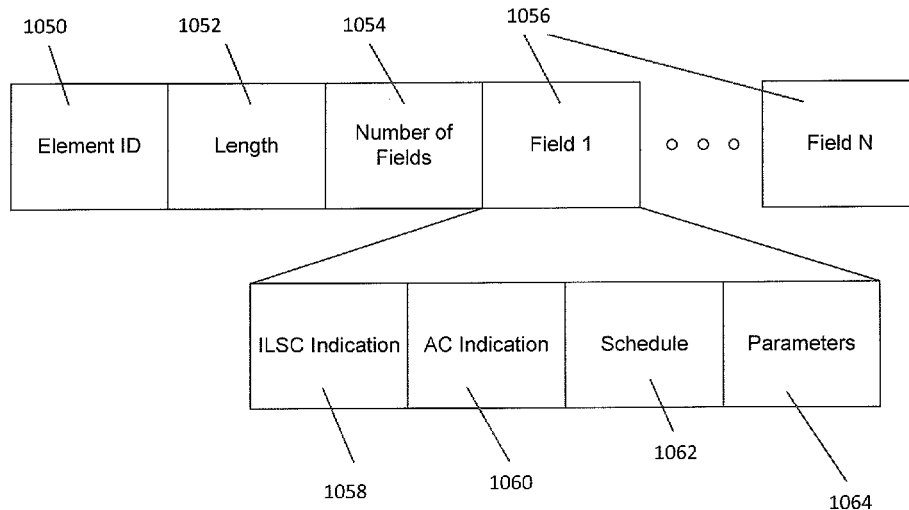 1050
1052
1054
1056
Element ID
Length
Number of
Fields
Field 1
Field N
ILSC Indication
AC Indication
Schedule
Parameters
1058
1060
1062
1064